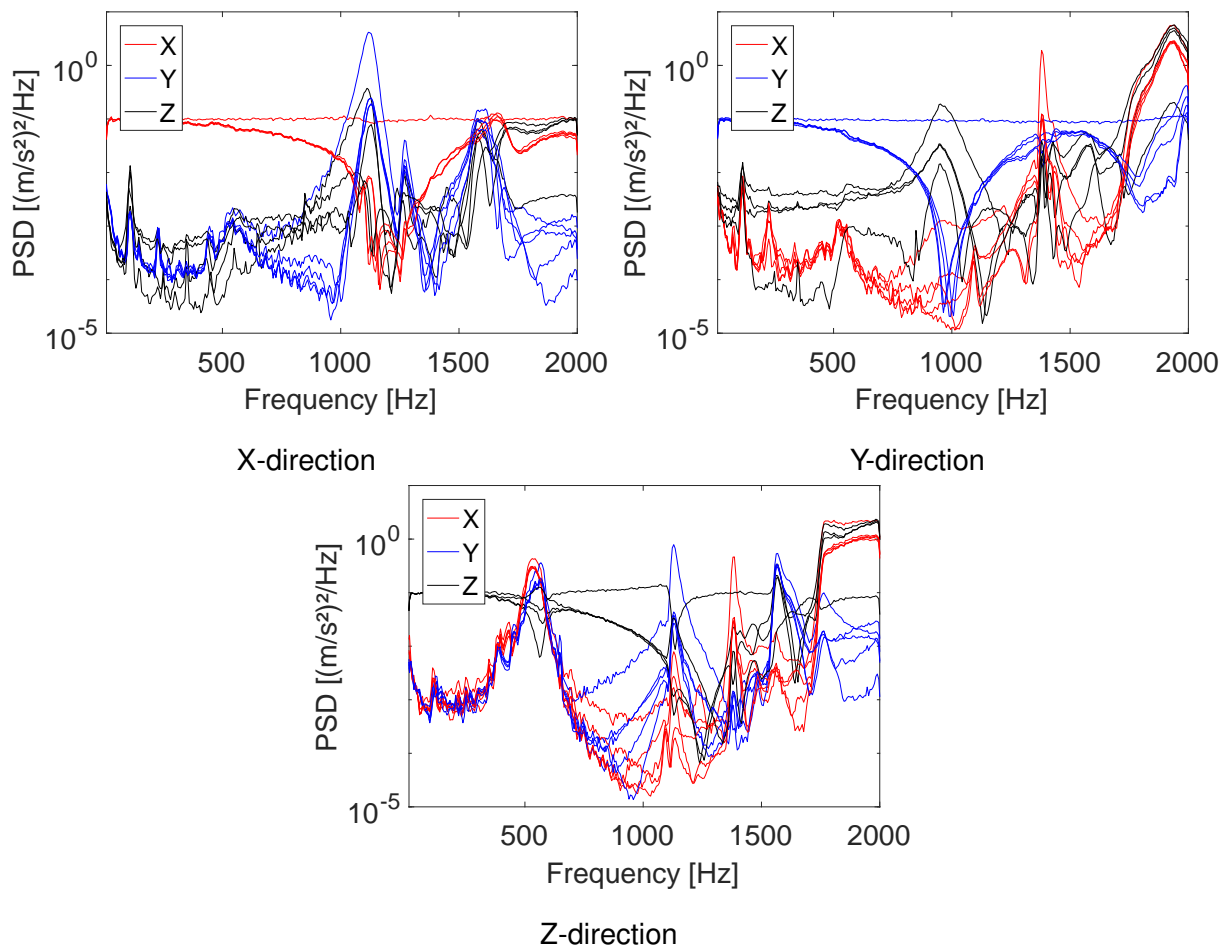 X
Y
Z
10^0
10^-5
PSD [(m/s²)²/Hz]
500 1000 1500 2000
Frequency [Hz]
X-direction
X
Y
Z
10^0
10^-5
PSD [(m/s²)²/Hz]
500 1000 1500 2000
Frequency [Hz]
Y-direction
X
Y
Z
10^0
10^-5
PSD [(m/s²)²/Hz]
500 1000 1500 2000
Frequency [Hz]
Z-direction